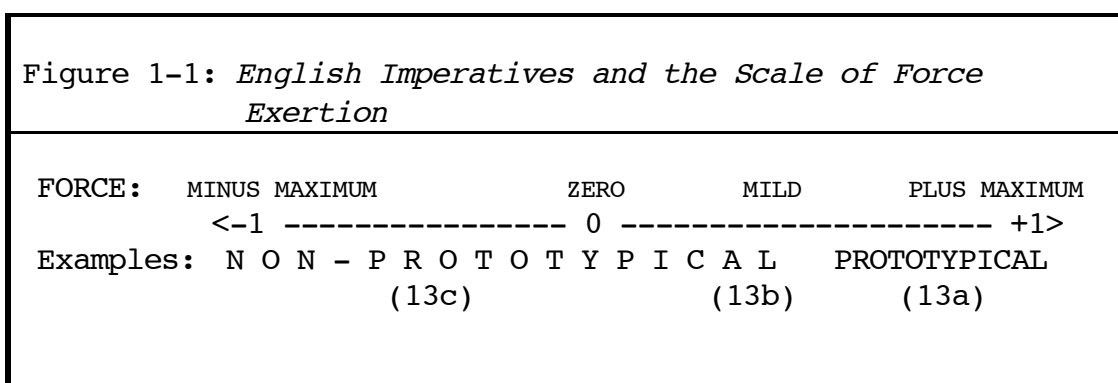 Figure 1-1: English Imperatives and the Scale of Force
Exertion
FORCE: MINUS MAXIMUM ZERO MILD PLUS MAXIMUM
<-1 ---------------- 0 --------------------- +1>
Examples: N O N - P R O T O T Y P I C A L PROTOTYPICAL
(13c) (13b) (13a)